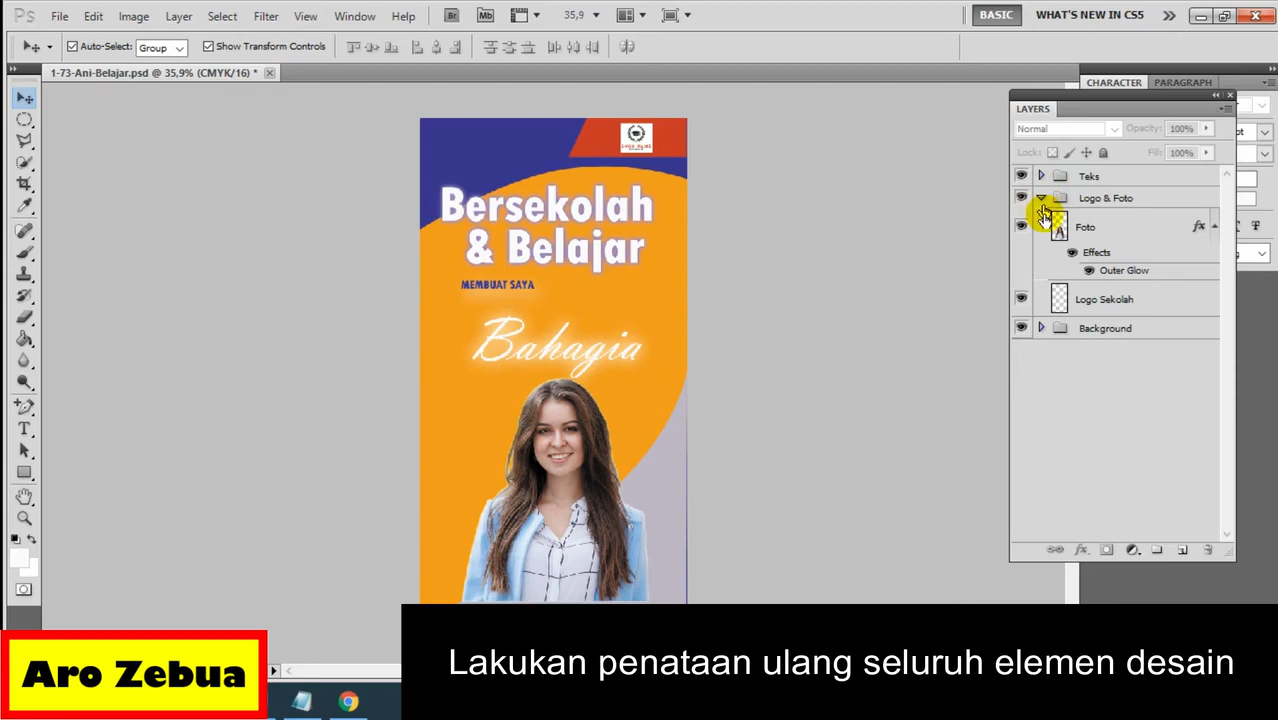 Ps File Edit Image Layer Select Filter View Window Help Br Mb 35,9 BASIC WHAT'S NEW IN CS5
Auto-Select: Group Show Transform Controls
1-73-Ani-Belajar.psd @ 35,9% (CMYK/16) *
CHARACTER PARAGRAPH
LAYERS
Normal Opacity: 100%
Lock: Fill: 100%
Teks
Logo & Foto
Foto fx
Effects
Outer Glow
Logo Sekolah
Background
Bersekolah
& Belajar
MEMBUAT SAYA
Bahagia
Lakukan penataan ulang seluruh elemen desain
Aro Zebua